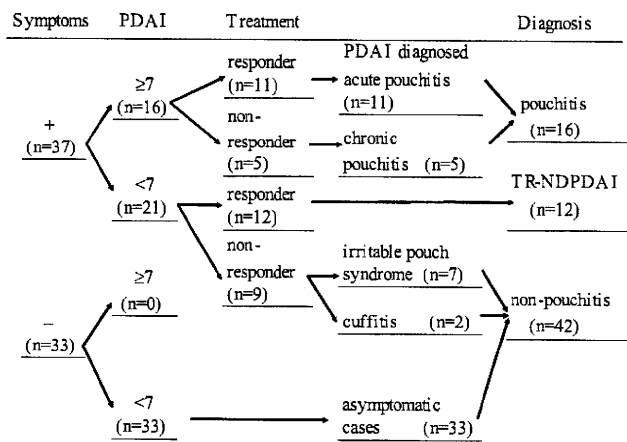 Symptoms PDAI Treatment Diagnosis
PDAI diagnosed
responder
≥7 (n=11) acute pouchitis
(n=16) (n=11) pouchitis
+ non- (n=16)
(n=37) responder chronic
(n=5) pouchitis (n=5)
<7 responder TR-NDPDAI
(n=21) (n=12) (n=12)
non- irritable pouch
≥7 responder syndrome (n=7)
(n=0) (n=9) non-pouchitis
− cuffitis (n=2) (n=42)
(n=33)
<7 asymptomatic
(n=33) cases (n=33)